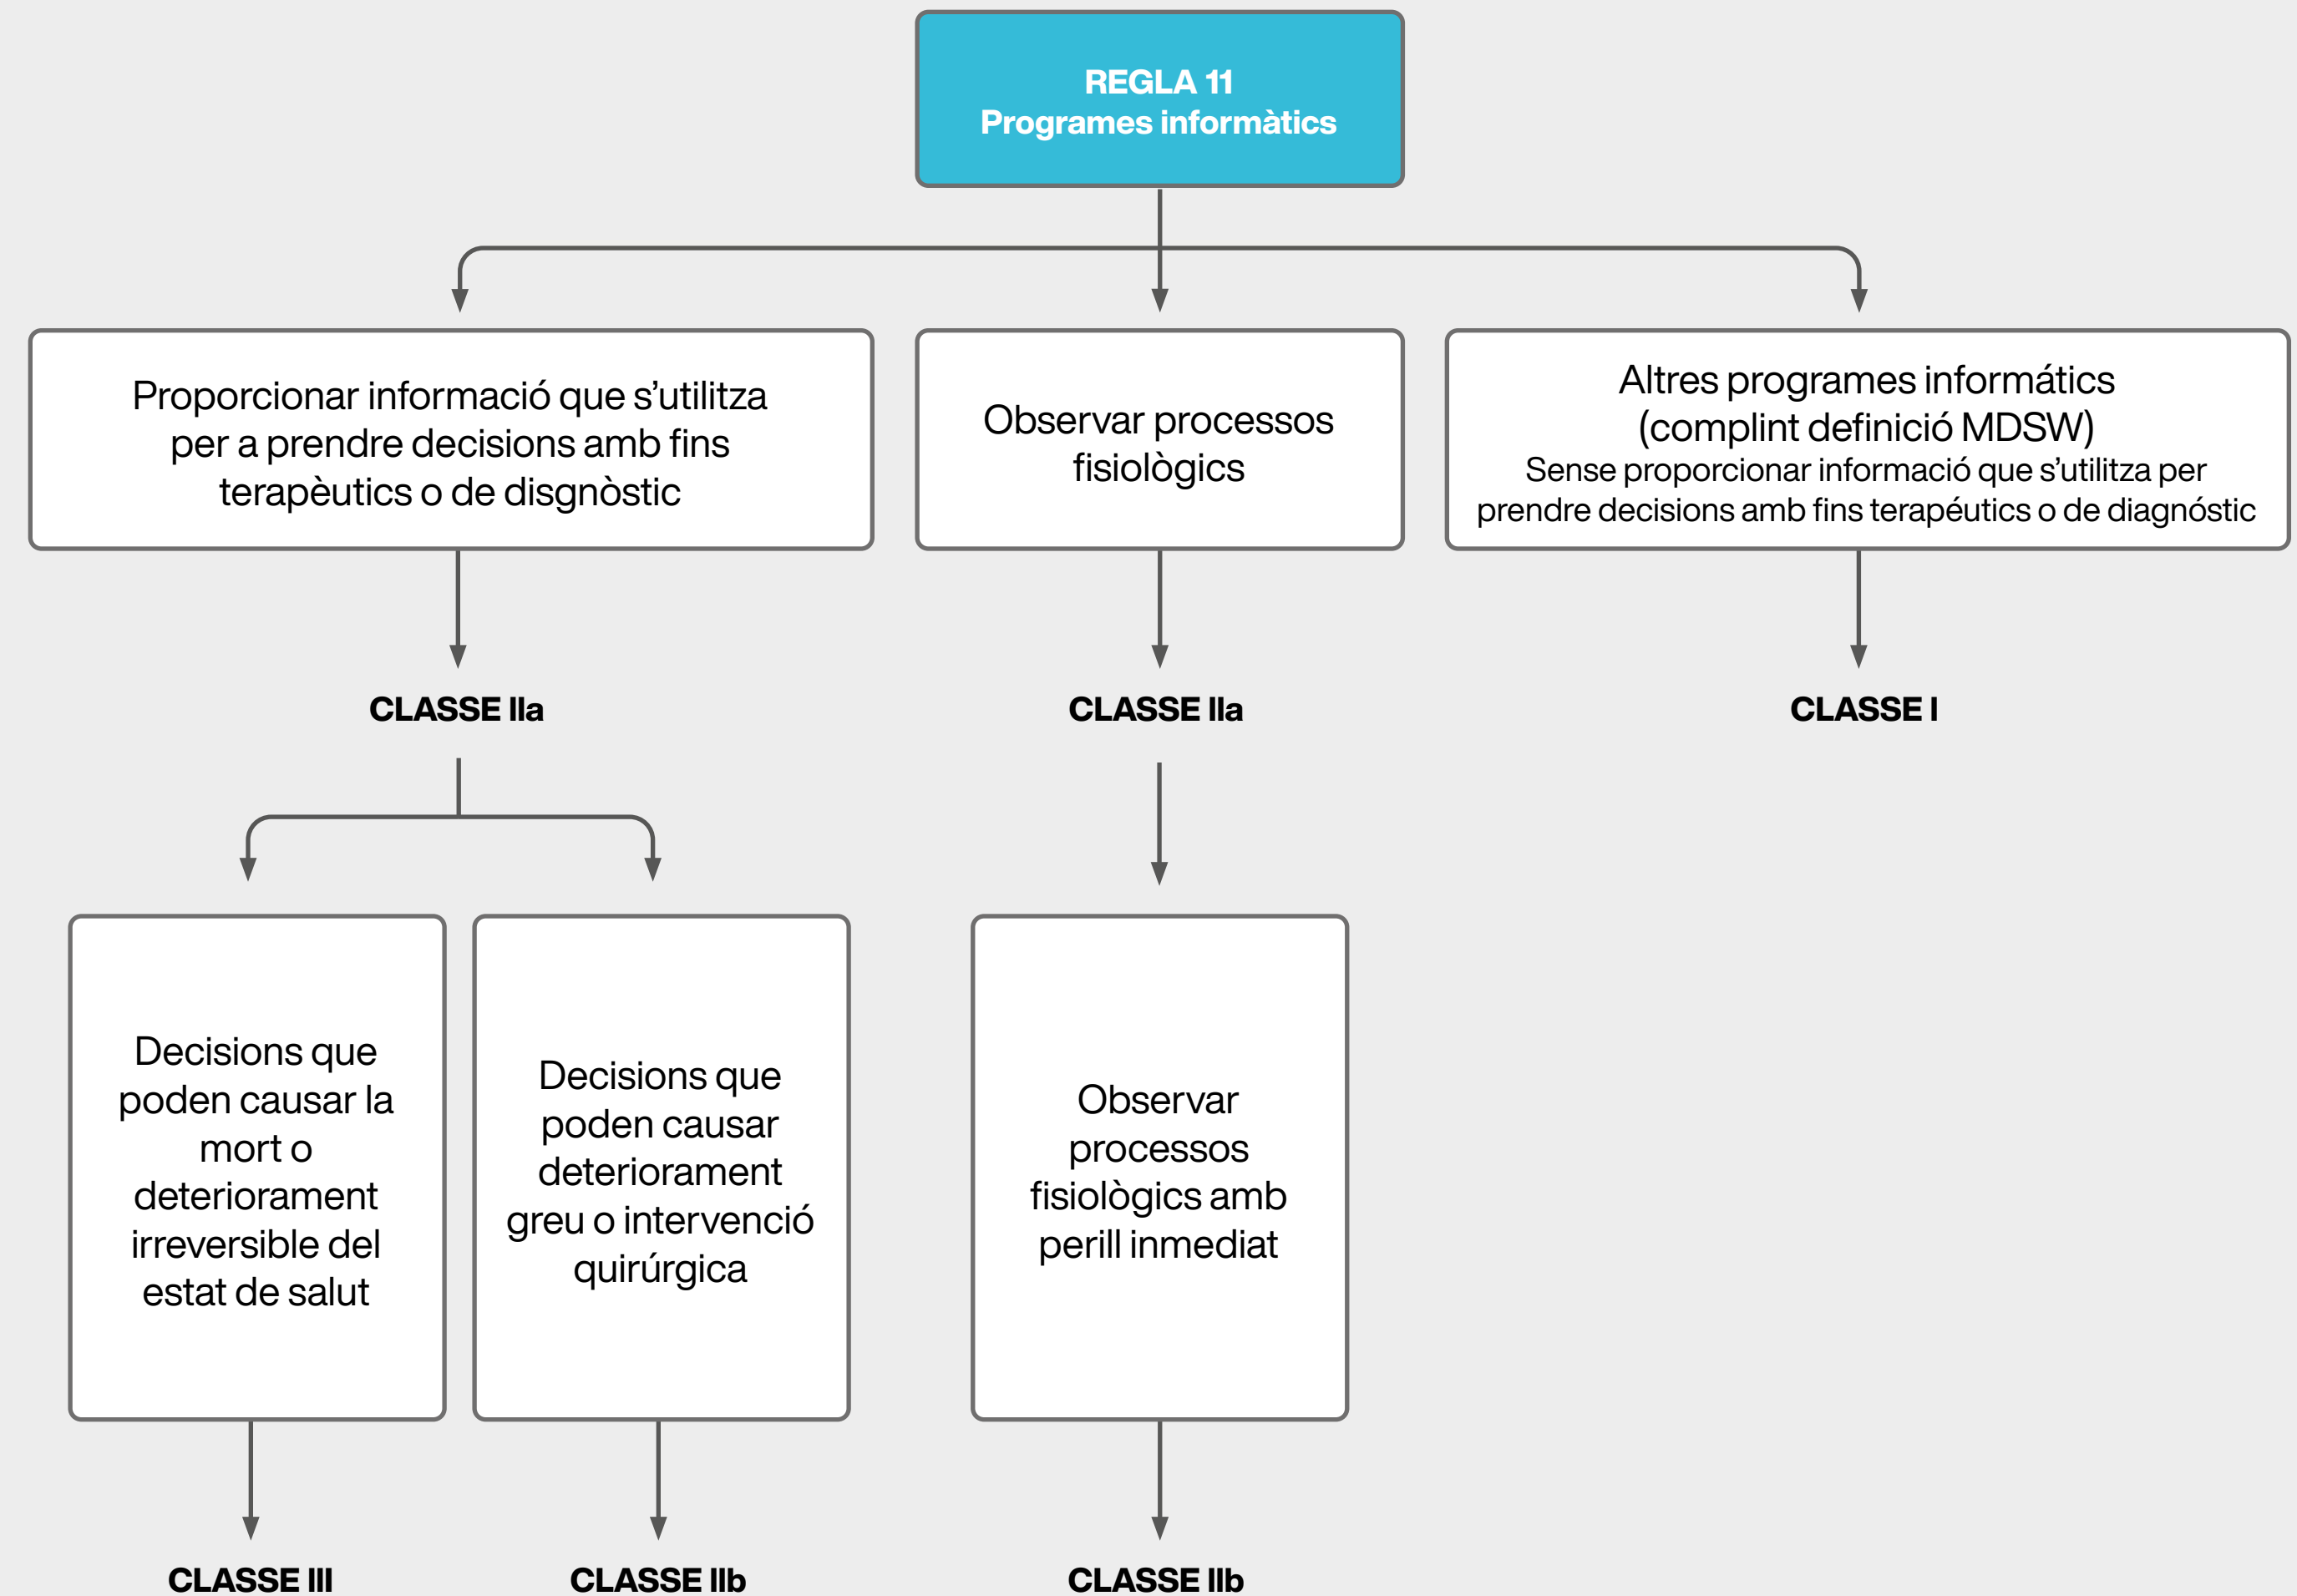 REGLA 11
Programes informàtics
Proporcionar informació que s’utilitza
per a prendre decisions amb fins
terapèutics o de disgnòstic
Observar processos
fisiològics
Altres programes informátics
(complint definició MDSW)
Sense proporcionar informació que s’utilitza per
prendre decisions amb fins terapéutics o de diagnóstic
CLASSE IIa
CLASSE IIa
CLASSE I
Decisions que
poden causar la
mort o
deteriorament
irreversible del
estat de salut
Decisions que
poden causar
deteriorament
greu o intervenció
quirúrgica
Observar
processos
fisiològics amb
perill inmediat
CLASSE III
CLASSE IIb
CLASSE IIb